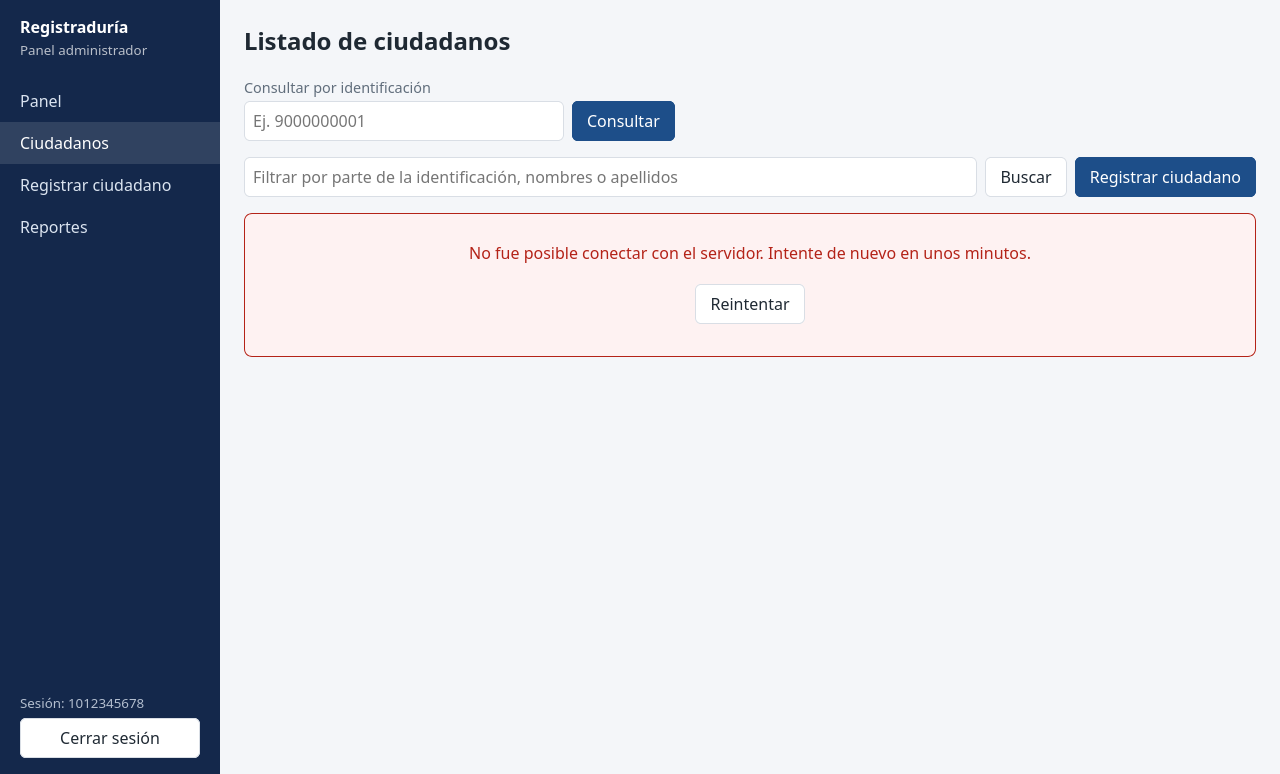 Registraduría
Panel administrador
Panel
Ciudadanos
Registrar ciudadano
Reportes
Sesión: 1012345678
Cerrar sesión
Listado de ciudadanos
Consultar por identificación
Ej. 9000000001
Consultar
Filtrar por parte de la identificación, nombres o apellidos
Buscar
Registrar ciudadano
No fue posible conectar con el servidor. Intente de nuevo en unos minutos.
Reintentar